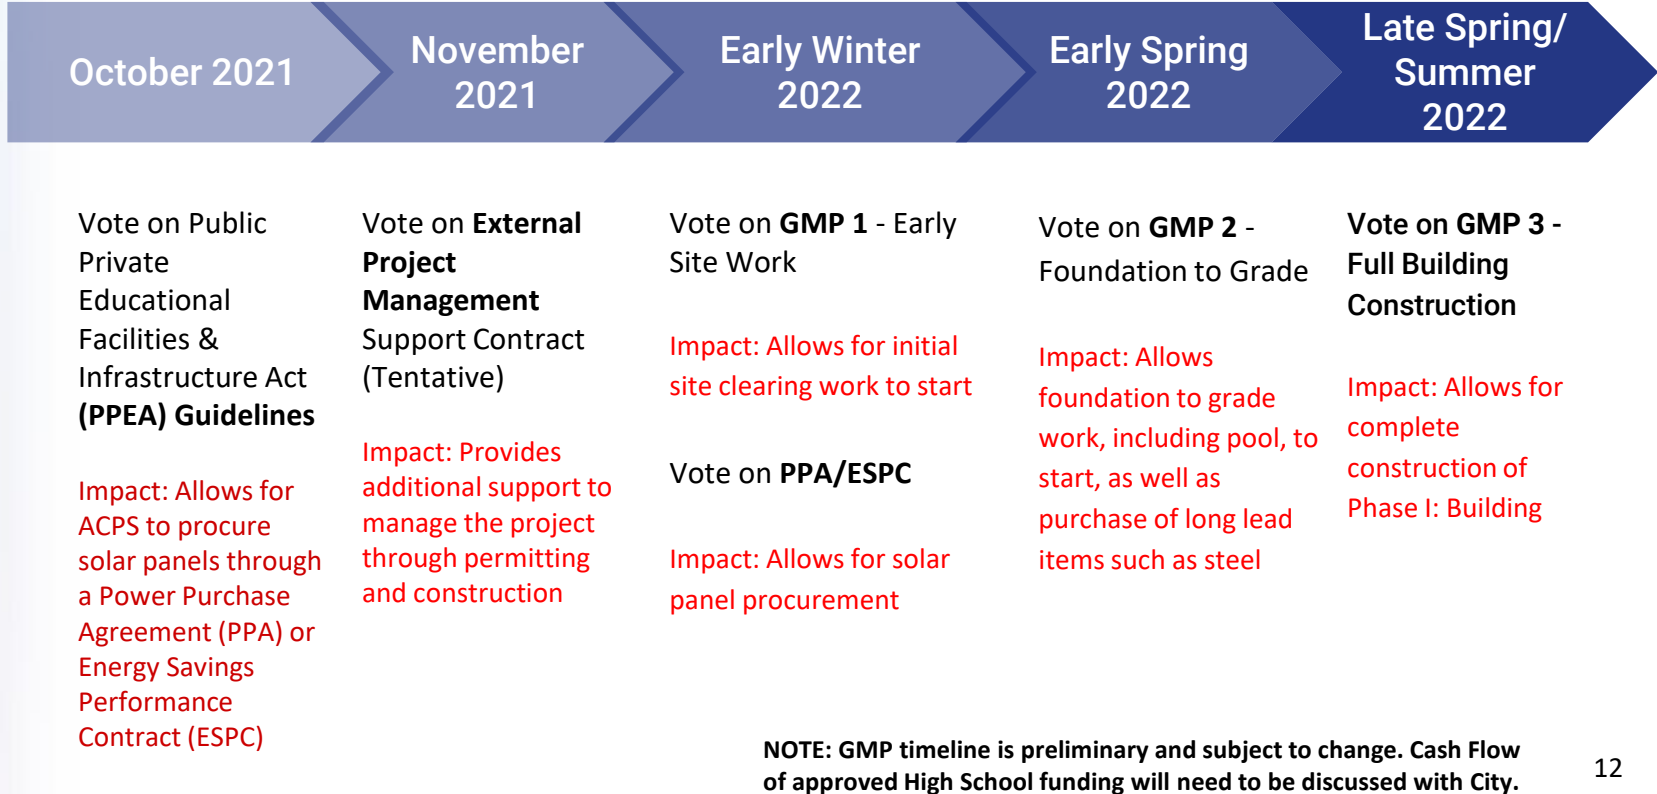 October 2021
November
2021
Early Winter
2022
Early Spring
2022
Late Spring/
Summer
2022
Vote on Public
Private
Educational
Facilities &
Infrastructure Act
(PPEA) Guidelines
Impact: Allows for
ACPS to procure
solar panels through
a Power Purchase
Agreement (PPA) or
Energy Savings
Performance
Contract (ESPC)
Vote on External
Project
Management
Support Contract
(Tentative)
Impact: Provides
additional support to
manage the project
through permitting
and construction
Vote on GMP 1 - Early
Site Work
Impact: Allows for initial
site clearing work to start
Vote on PPA/ESPC
Impact: Allows for solar
panel procurement
Vote on GMP 2 -
Foundation to Grade
Impact: Allows
foundation to grade
work, including pool, to
start, as well as
purchase of long lead
items such as steel
Vote on GMP 3 -
Full Building
Construction
Impact: Allows for
complete
construction of
Phase I: Building
NOTE: GMP timeline is preliminary and subject to change. Cash Flow
of approved High School funding will need to be discussed with City.
12